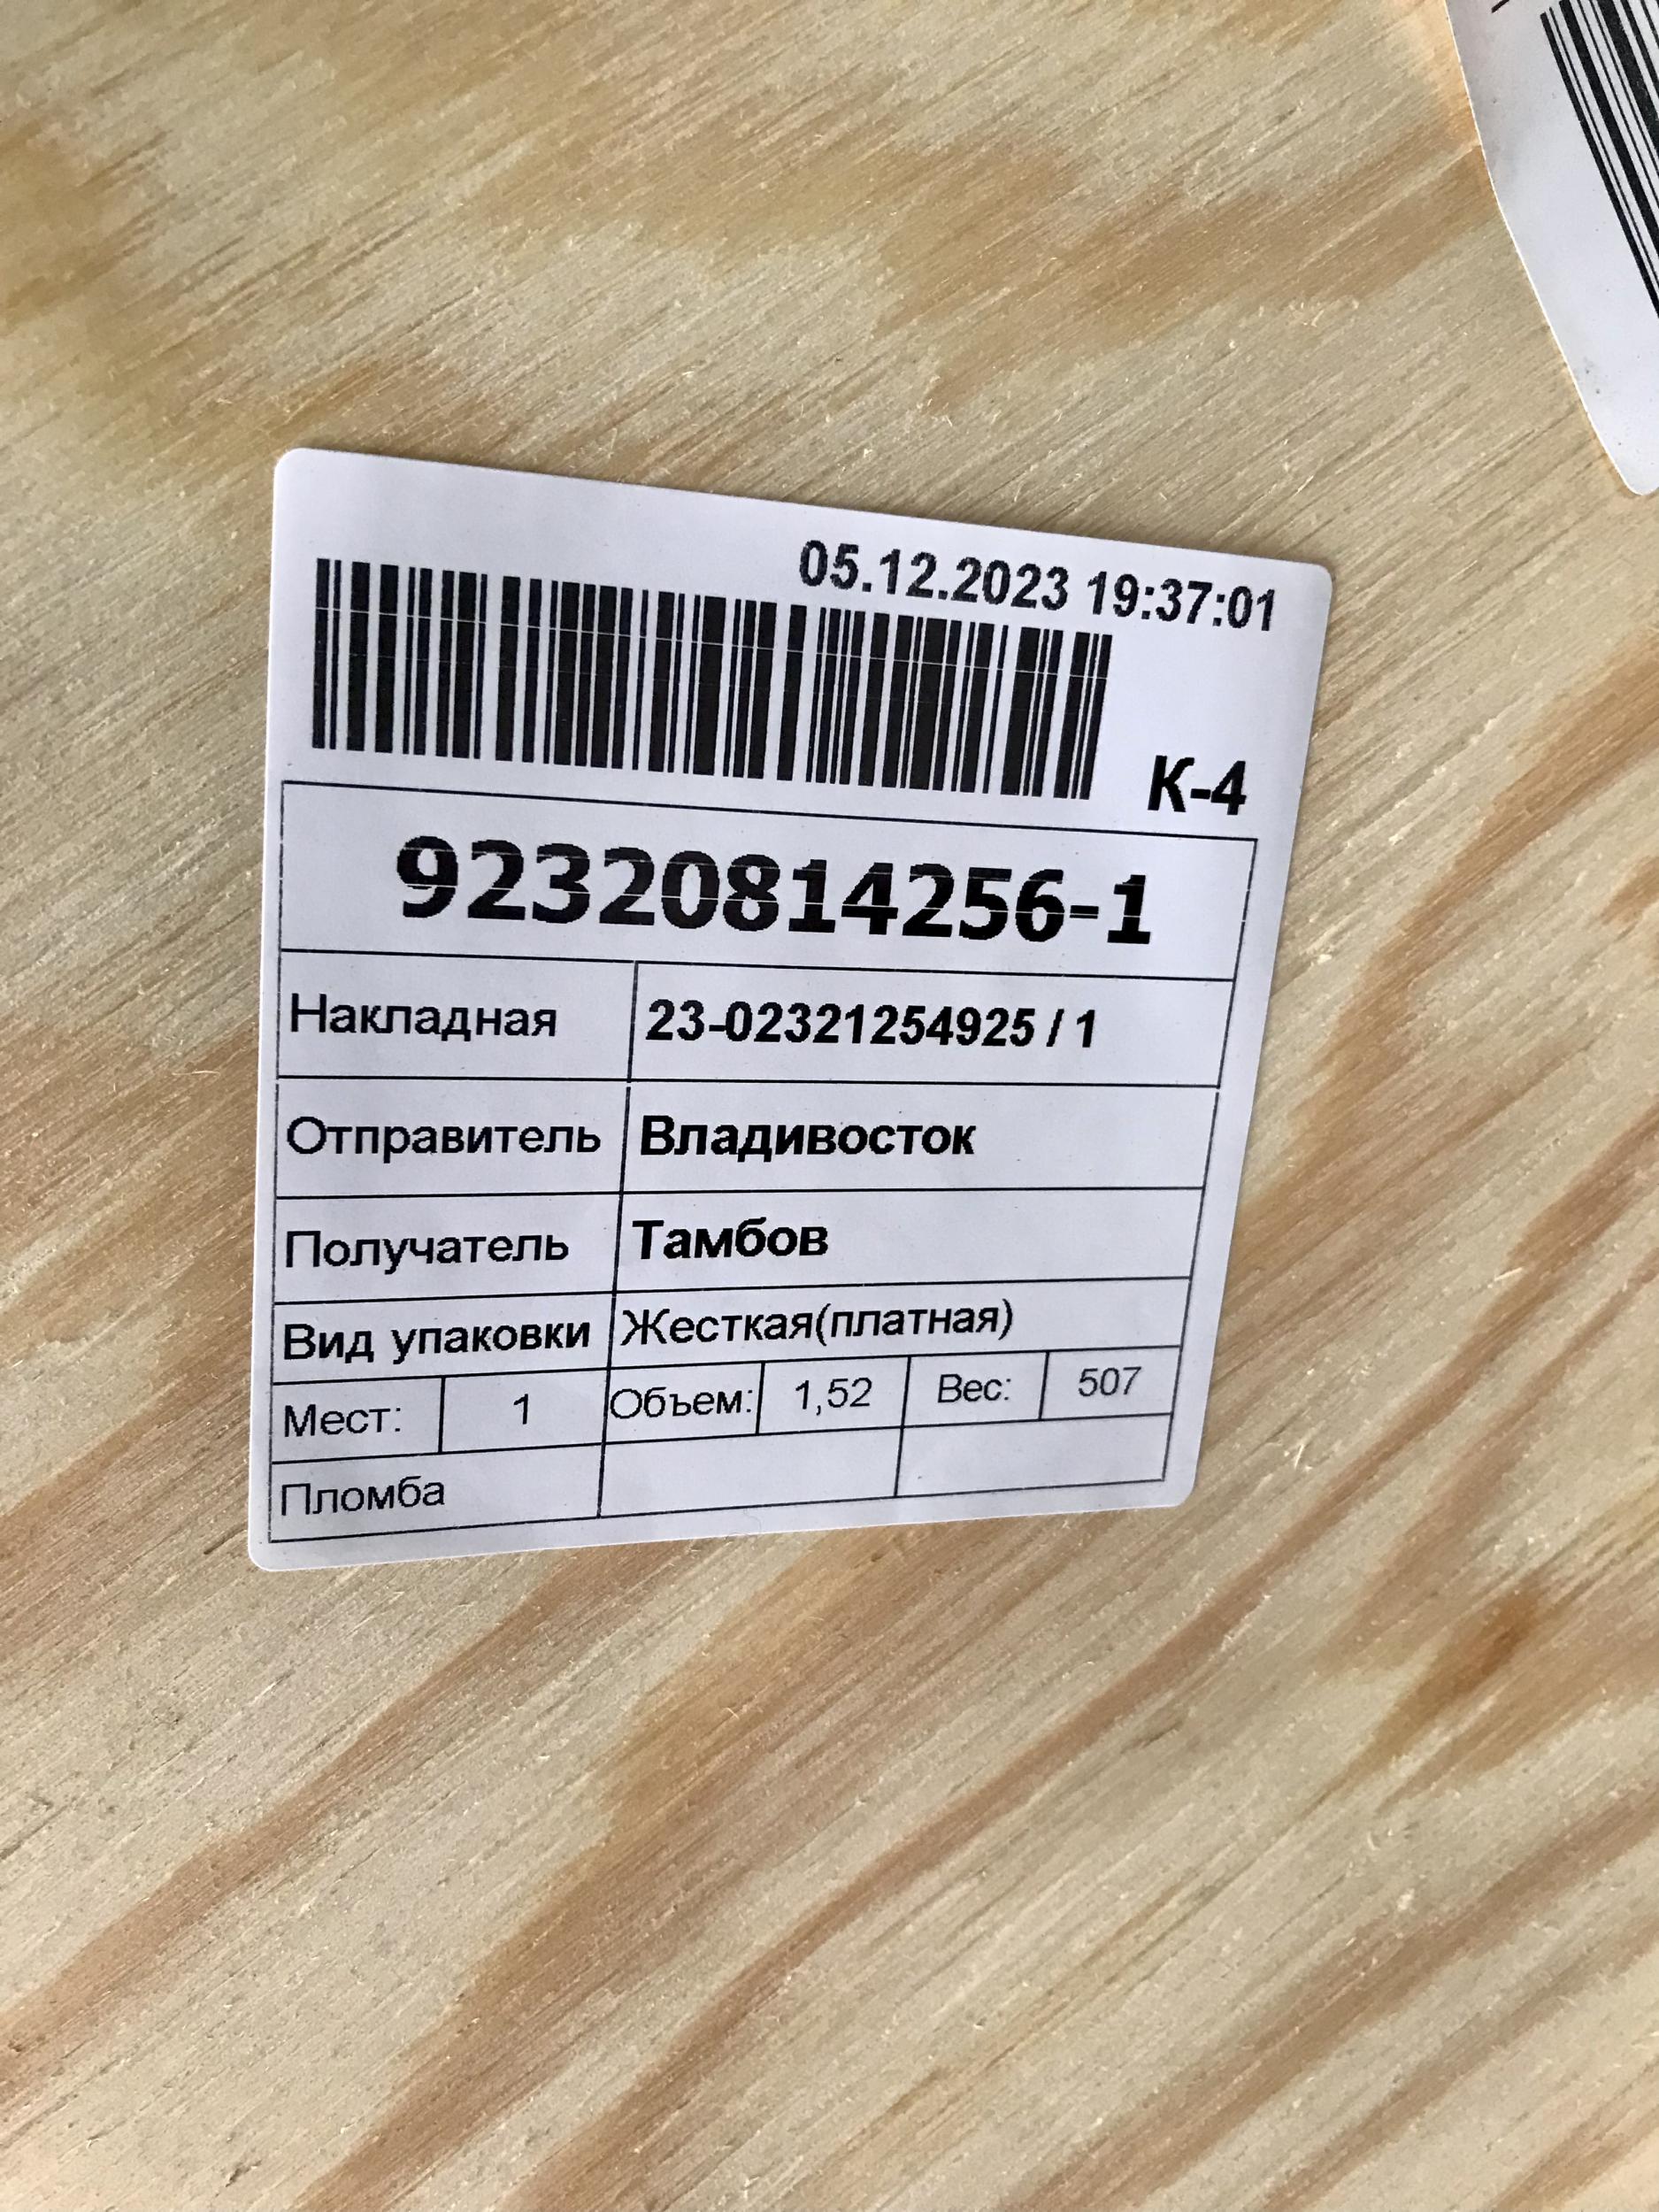 05.12.2023 19:37:01
К-4
92320814256-1
Накладная 23-02321254925 / 1
Отправитель Владивосток
Получатель Тамбов
Вид упаковки Жесткая(платная)
Мест: 1 Объем: 1,52 Вес: 507
Пломба